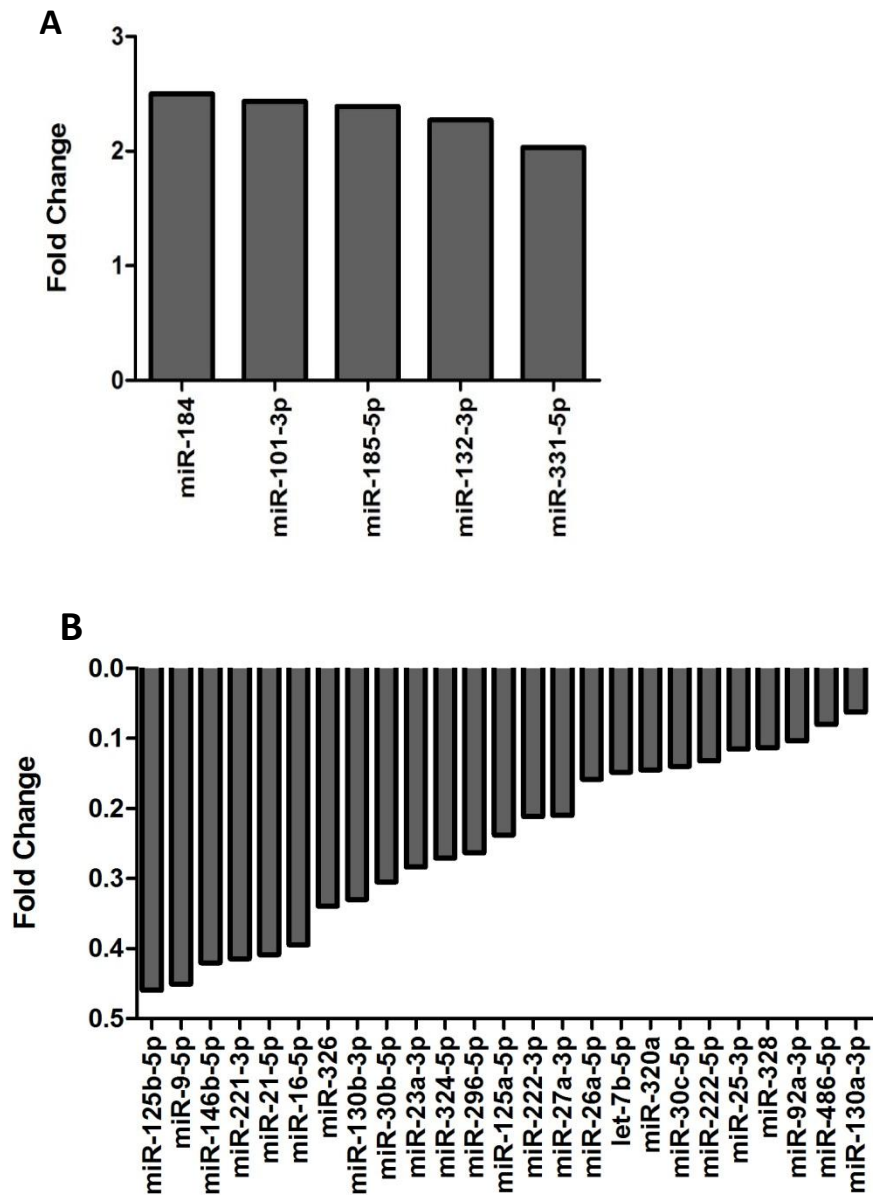 A
Fold Change
3
2
1
0
miR-184
miR-101-3p
miR-185-5p
miR-132-3p
miR-331-5p
B
Fold Change
0.0
0.1
0.2
0.3
0.4
0.5
miR-125b-5p
miR-9-5p
miR-146b-5p
miR-221-3p
miR-21-5p
miR-16-5p
miR-326
miR-130b-3p
miR-30b-5p
miR-23a-3p
miR-324-5p
miR-296-5p
miR-125a-5p
miR-222-3p
miR-27a-3p
miR-26a-5p
let-7b-5p
miR-320a
miR-30c-5p
miR-222-5p
miR-25-3p
miR-328
miR-92a-3p
miR-486-5p
miR-130a-3p